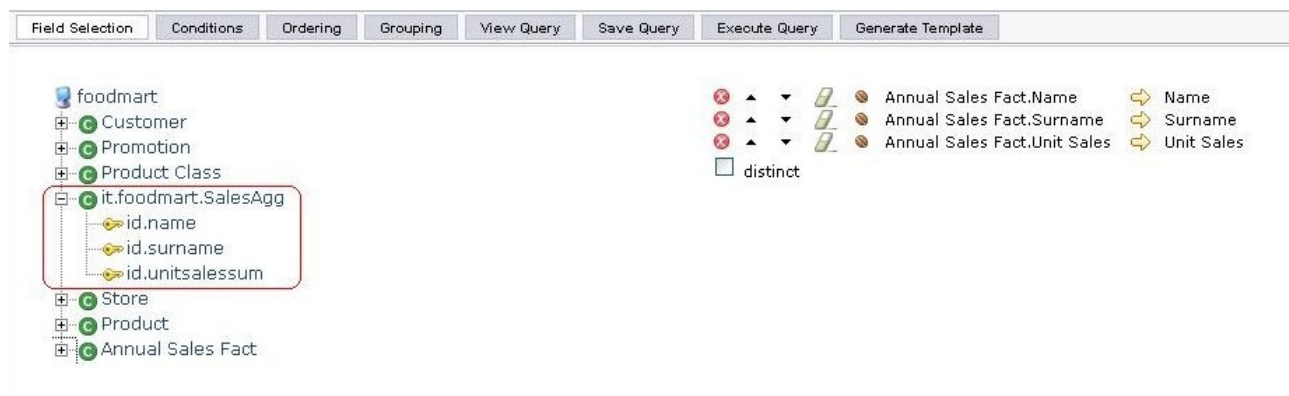 Field Selection Conditions Ordering Grouping View Query Save Query Execute Query Generate Template
foodmart
Customer
Promotion
Product Class
it.foodmart.SalesAgg
id.name
id.surname
id.unitsalessum
Store
Product
Annual Sales Fact
Annual Sales Fact.Name Name
Annual Sales Fact.Surname Surname
Annual Sales Fact.Unit Sales Unit Sales
distinct